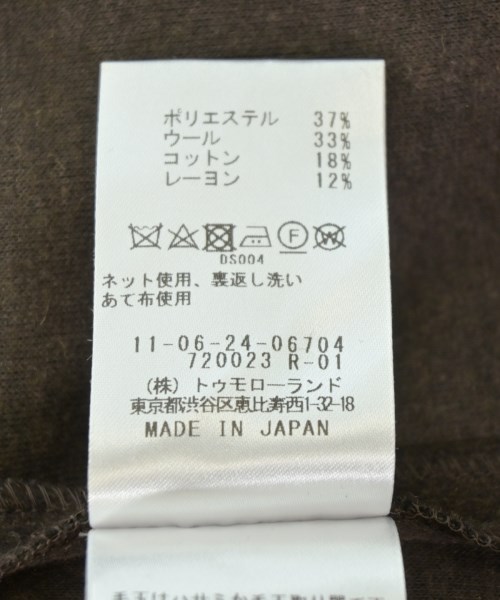 ポリエステル 37%
ウール 33%
コットン 18%
レーヨン 12%
F W
DS004
ネット使用、裏返し洗い
あて布使用
11-06-24-06704
720023 R-01
(株) トゥモローランド
東京都渋谷区恵比寿西1-32-18
MADE IN JAPAN